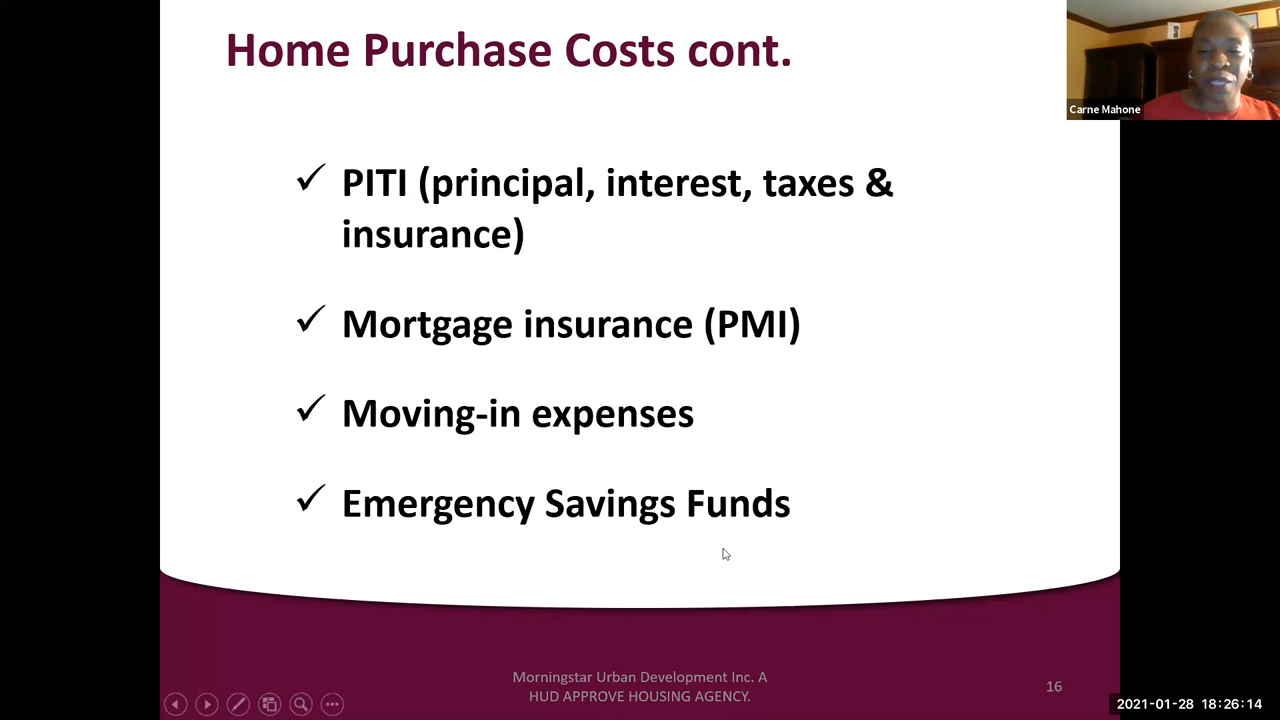 Home Purchase Costs cont.
Carne Mahone
✓ PITI (principal, interest, taxes &
insurance)
✓ Mortgage insurance (PMI)
✓ Moving-in expenses
✓ Emergency Savings Funds
Morningstar Urban Development Inc. A
HUD APPROVE HOUSING AGENCY.
16
2021-01-28 18:26:14